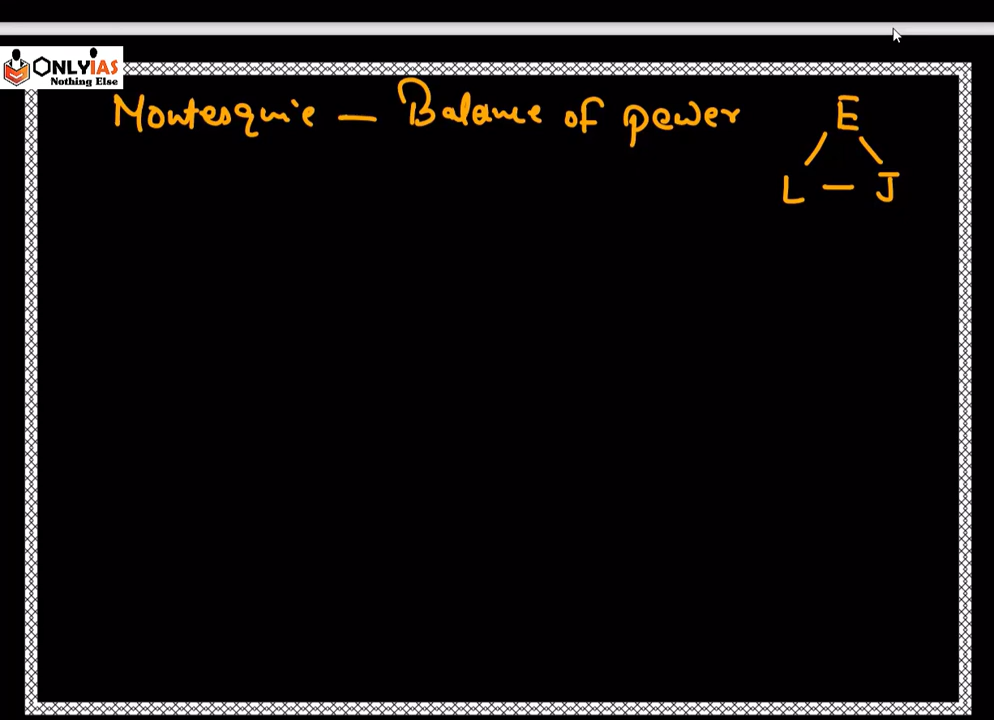 ONLYIAS
Nothing Else
Montesquie — Balance of power E
L — J